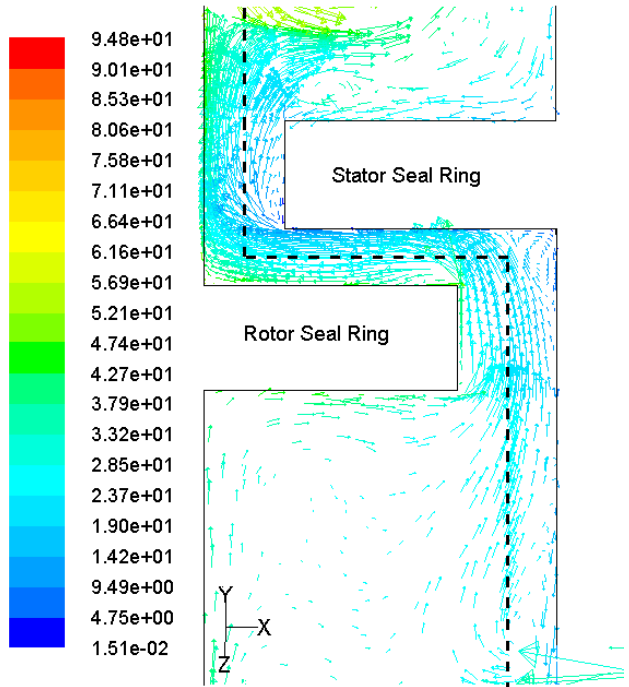 9.48e+01
9.01e+01
8.53e+01
8.06e+01
7.58e+01
7.11e+01
6.64e+01
6.16e+01
5.69e+01
5.21e+01
4.74e+01
4.27e+01
3.79e+01
3.32e+01
2.85e+01
2.37e+01
1.90e+01
1.42e+01
9.49e+00
4.75e+00
1.51e-02
Stator Seal Ring
Rotor Seal Ring
Y
X
Z